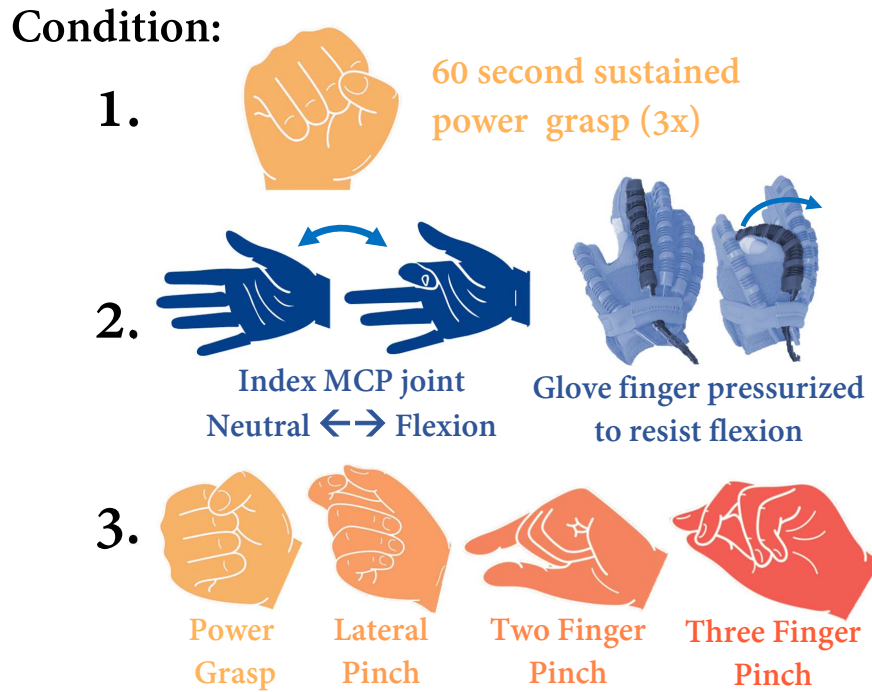 Condition:
1.
60 second sustained
power grasp (3x)
2.
Index MCP joint
Neutral ←→ Flexion
Glove finger pressurized
to resist flexion
3.
Power
Grasp
Lateral
Pinch
Two Finger
Pinch
Three Finger
Pinch